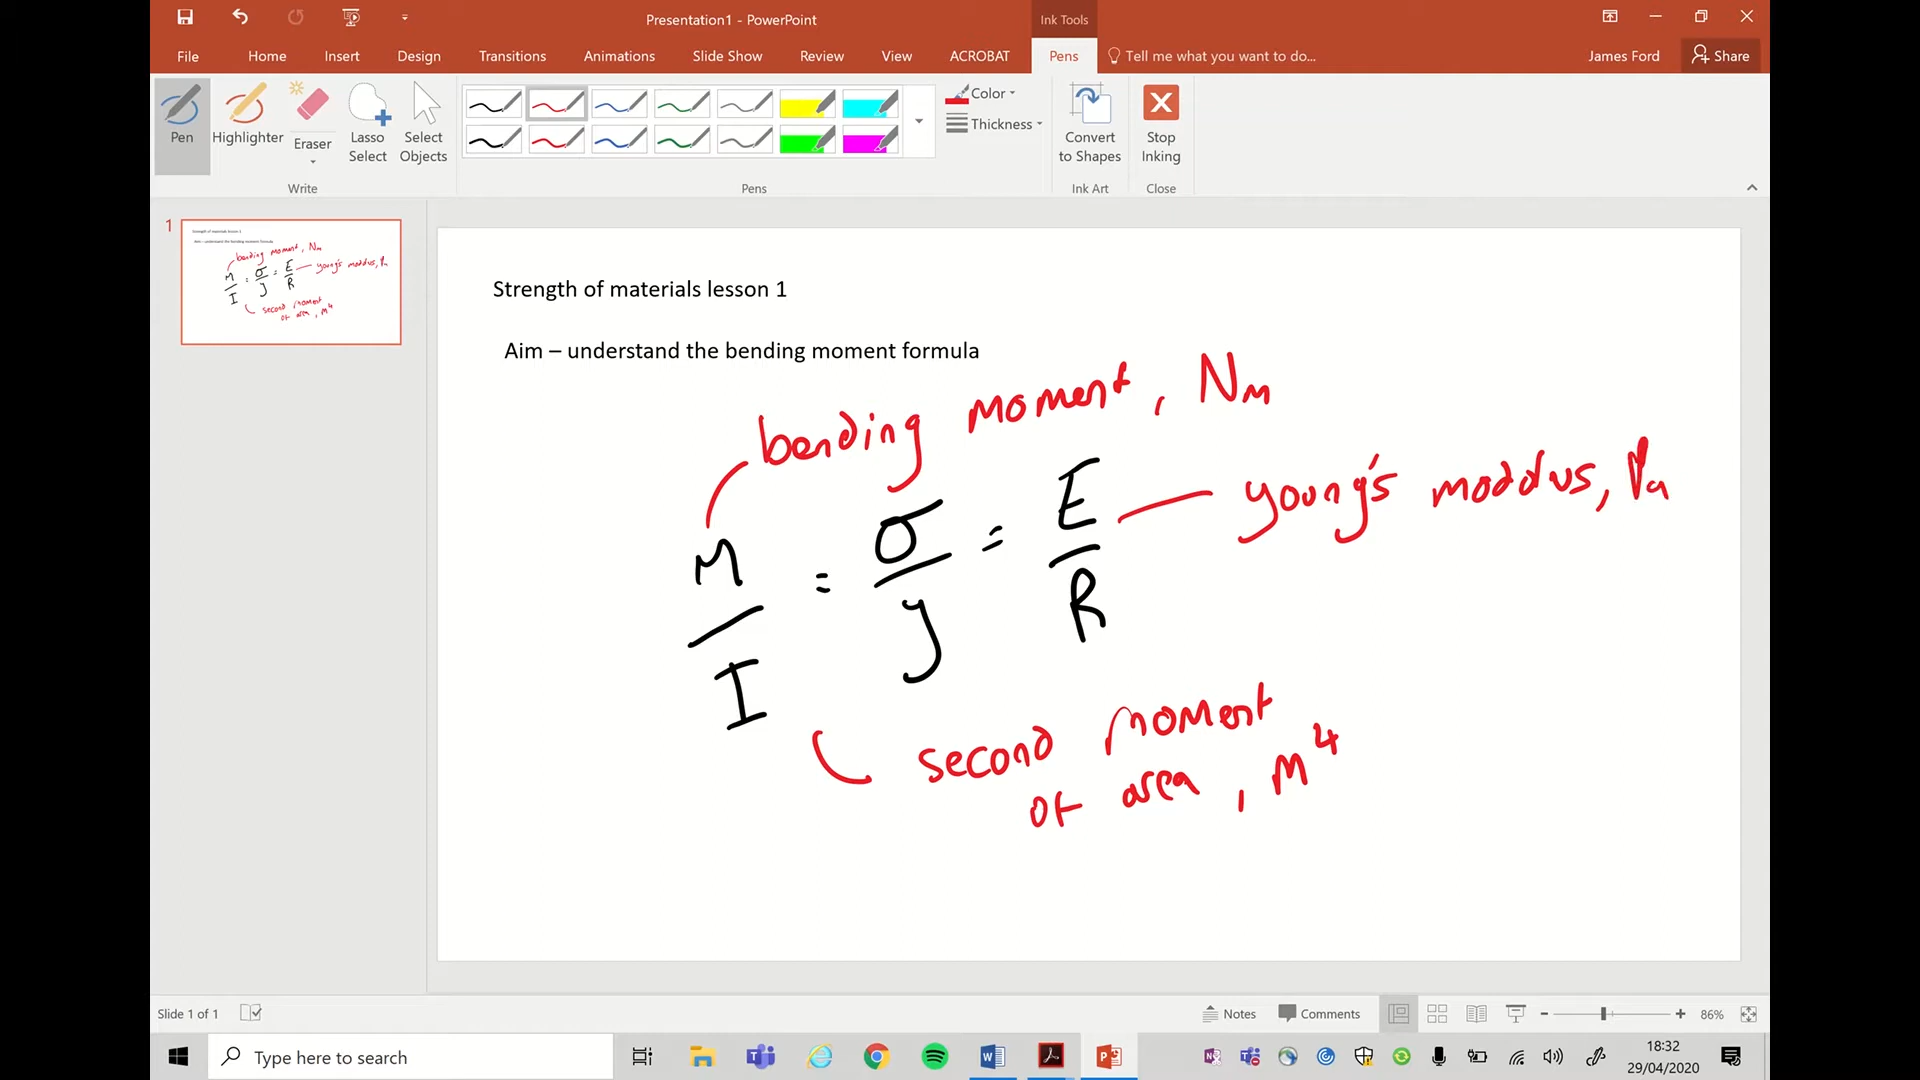 Presentation1 - PowerPoint
Ink Tools
File Home Insert Design Transitions Animations Slide Show Review View ACROBAT Pens Tell me what you want to do... James Ford Share
Pen
Highlighter
Eraser
Lasso Select
Select Objects
Color
Thickness
Convert to Shapes
Stop Inking
Write
Pens
Ink Art
Close
1
Strength of materials lesson 1
Aim – understand the bending moment formula
bending moment, Nm
M/I = σ/y = E/R
young's modulus, Pa
second moment
of area, m⁴
Slide 1 of 1
Notes
Comments
86%
Type here to search
18:32
29/04/2020